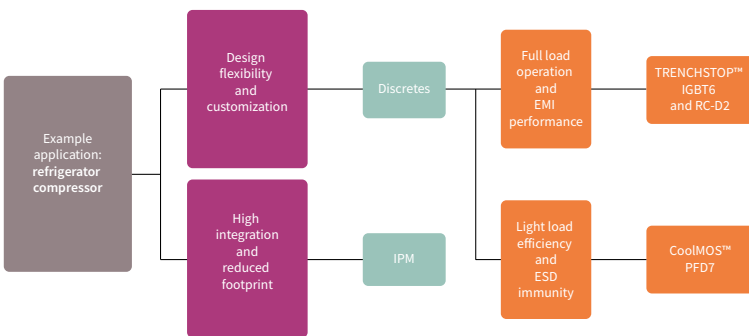 Example
application:
refrigerator
compressor
Design
flexibility
and
customization
High
integration
and
reduced
footprint
Discretes
IPM
Full load
operation
and
EMI
performance
Light load
efficiency
and
ESD
immunity
TRENCHSTOP™
IGBT6
and RC-D2
CoolMOS™
PFD7